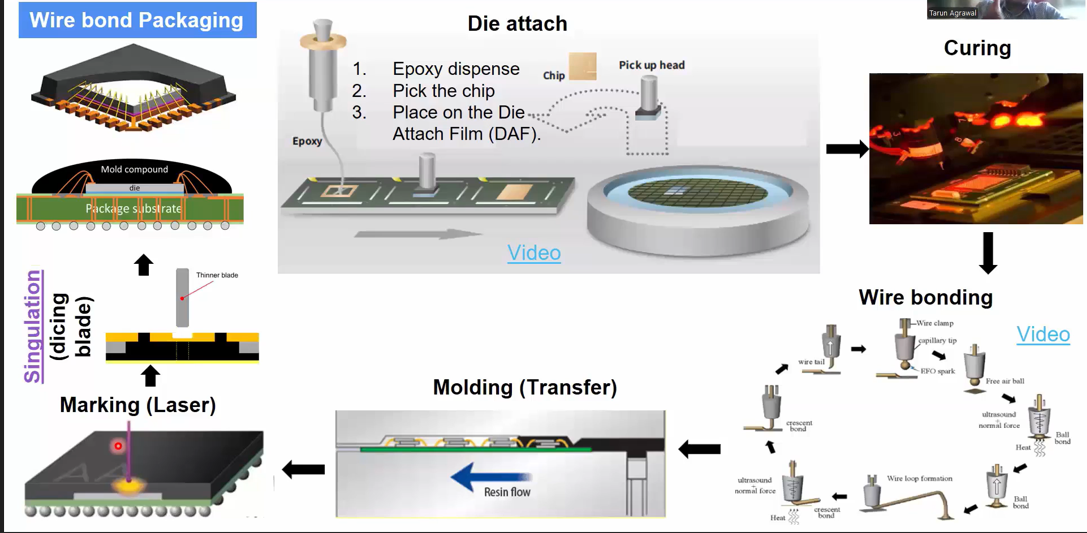 Wire bond Packaging
Mold compound
die
Package substrate
Singulation
(dicing
blade)
Thinner blade
Marking (Laser)
AA
Die attach
1. Epoxy dispense
2. Pick the chip
3. Place on the Die
Attach Film (DAF).
Chip
Pick up head
Epoxy
Video
Tarun Agrawal
Curing
Wire bonding
Video
Wire clamp
capillary tip
EFO spark
wire tail
Free air ball
ultrasound
+
normal force
Heat
Ball
bond
Ball
bond
Wire loop formation
crescent
bond
ultrasound
+
normal force
Heat
crescent
bond
Molding (Transfer)
Resin flow